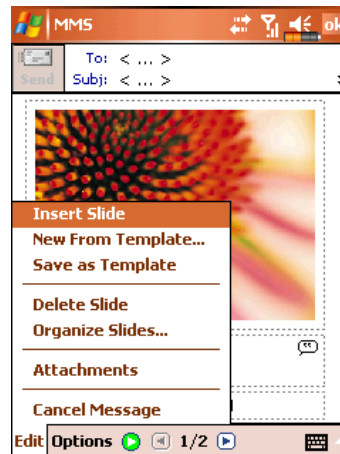 MMS
ok
Send
To: < ... >
Subj: < ... >
Insert Slide
New From Template...
Save as Template
Delete Slide
Organize Slides...
Attachments
Cancel Message
Edit Options 1/2